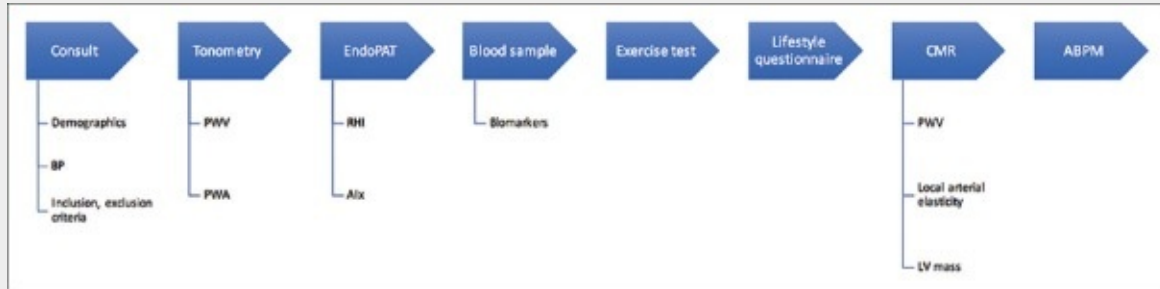 Consult
Tonometry
EndoPAT
Blood sample
Exercise test
Lifestyle
questionnaire
CMR
ABPM
Demographics
BP
Inclusion, exclusion
criteria
PWV
PWA
RHI
AIx
Biomarkers
PWV
Local arterial
elasticity
LV mass